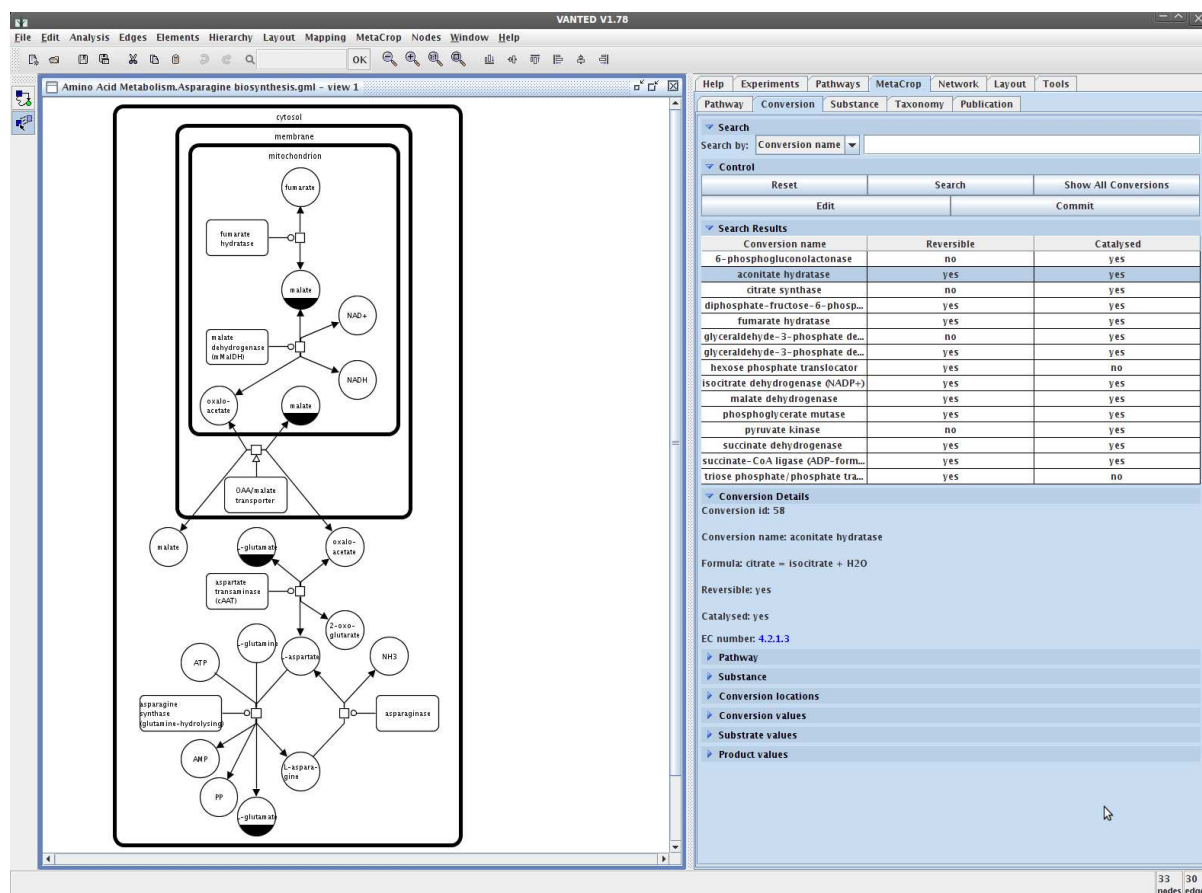 VANTED V1.78
File Edit Analysis Edges Elements Hierarchy Layout Mapping MetaCrop Nodes Window Help
OK
Amino Acid Metabolism.Asparagine biosynthesis.gml - view 1
cytosol
membrane
mitochondrion
fumarate
fumarate
hydratase
malate
NAD+
malate
dehydrogenase
(mMalDH)
NADH
oxalo-
acetate
malate
OAA/malate
transporter
malate
L-glutamate
oxalo-
acetate
aspartate
transaminase
(cAAT)
2-oxo-
glutarate
L-glutamine
L-aspartate
NH3
ATP
asparagine
synthase
(glutamine-hydrolysing)
asparaginase
AMP
L-aspara-
gine
PP
L-glutamate
Help Experiments Pathways MetaCrop Network Layout Tools
Pathway Conversion Substance Taxonomy Publication
Search
Search by: Conversion name
Control
Reset Search Show All Conversions
Edit Commit
Search Results
Conversion name Reversible Catalysed
6-phosphogluconolactonase no yes
aconitate hydratase yes yes
citrate synthase no yes
diphosphate-fructose-6-phosp... yes yes
fumarate hydratase yes yes
glyceraldehyde-3-phosphate de... no yes
glyceraldehyde-3-phosphate de... yes yes
hexose phosphate translocator yes no
isocitrate dehydrogenase (NADP+) yes yes
malate dehydrogenase yes yes
phosphoglycerate mutase yes yes
pyruvate kinase no yes
succinate dehydrogenase yes yes
succinate-CoA ligase (ADP-form... yes yes
triose phosphate/phosphate tra... yes no
Conversion Details
Conversion id: 58
Conversion name: aconitate hydratase
Formula: citrate = isocitrate + H2O
Reversible: yes
Catalysed: yes
EC number: 4.2.1.3
Pathway
Substance
Conversion locations
Conversion values
Substrate values
Product values
33 30
nodes edge